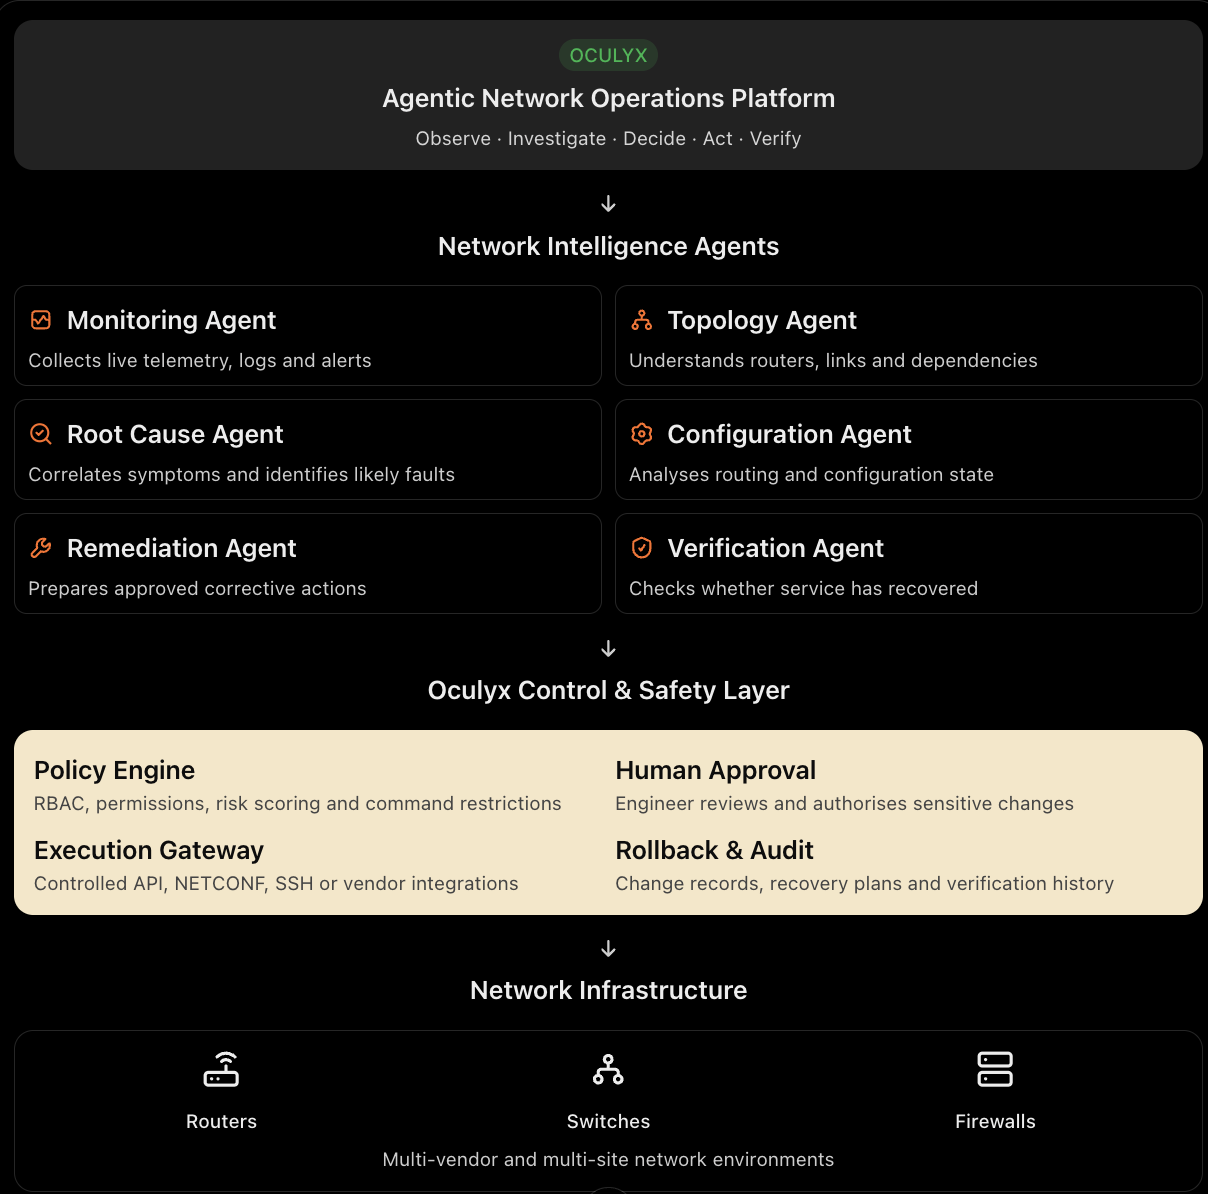 OCULYX
Agentic Network Operations Platform
Observe · Investigate · Decide · Act · Verify
Network Intelligence Agents
Monitoring Agent
Collects live telemetry, logs and alerts
Topology Agent
Understands routers, links and dependencies
Root Cause Agent
Correlates symptoms and identifies likely faults
Configuration Agent
Analyses routing and configuration state
Remediation Agent
Prepares approved corrective actions
Verification Agent
Checks whether service has recovered
Oculyx Control & Safety Layer
Policy Engine
RBAC, permissions, risk scoring and command restrictions
Human Approval
Engineer reviews and authorises sensitive changes
Execution Gateway
Controlled API, NETCONF, SSH or vendor integrations
Rollback & Audit
Change records, recovery plans and verification history
Network Infrastructure
Routers
Switches
Firewalls
Multi-vendor and multi-site network environments